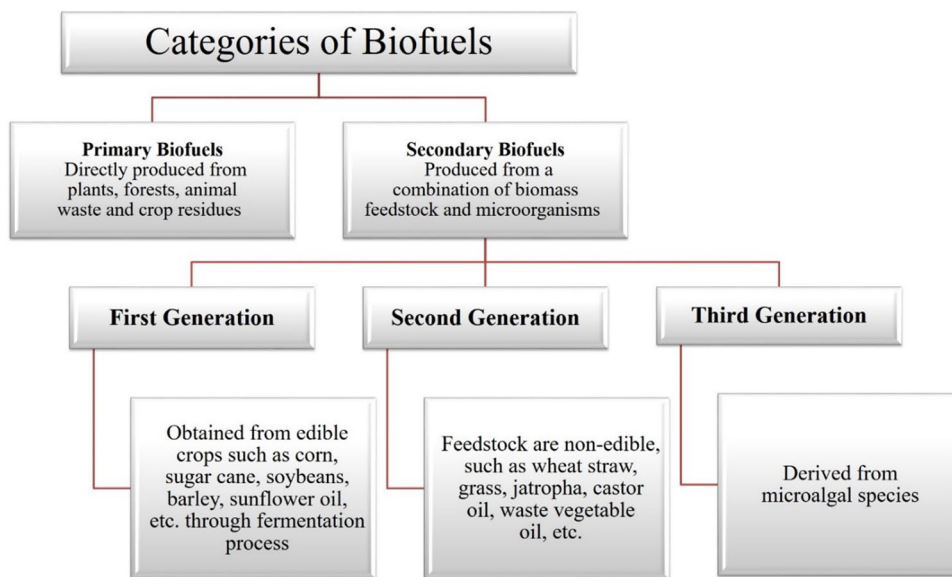 Categories of Biofuels
Primary Biofuels
Directly produced from
plants, forests, animal
waste and crop residues
Secondary Biofuels
Produced from a
combination of biomass
feedstock and microorganisms
First Generation
Second Generation
Third Generation
Obtained from edible
crops such as corn,
sugar cane, soybeans,
barley, sunflower oil,
etc. through fermentation
process
Feedstock are non-edible,
such as wheat straw,
grass, jatropha, castor
oil, waste vegetable
oil, etc.
Derived from
microalgal species